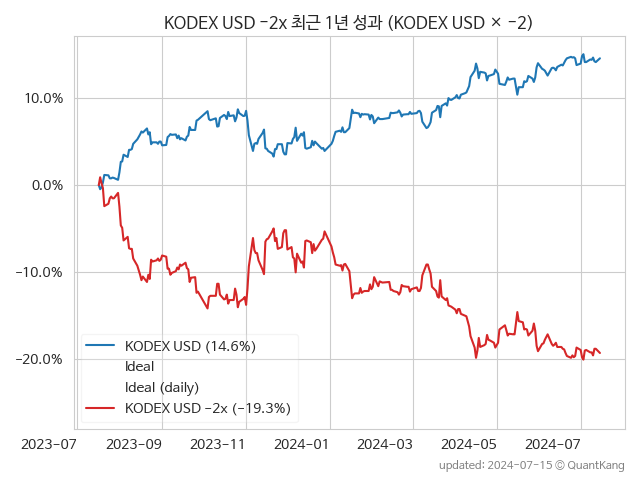 KODEX USD −2x 최근 1년 성과 (KODEX USD × −2)
10.0%
0.0%
−10.0%
−20.0%
KODEX USD (14.6%)
Ideal
Ideal (daily)
KODEX USD −2x (−19.3%)
2023−07 2023−09 2023−11 2024−01 2024−03 2024−05 2024−07
updated: 2024−07−15 © QuantKang